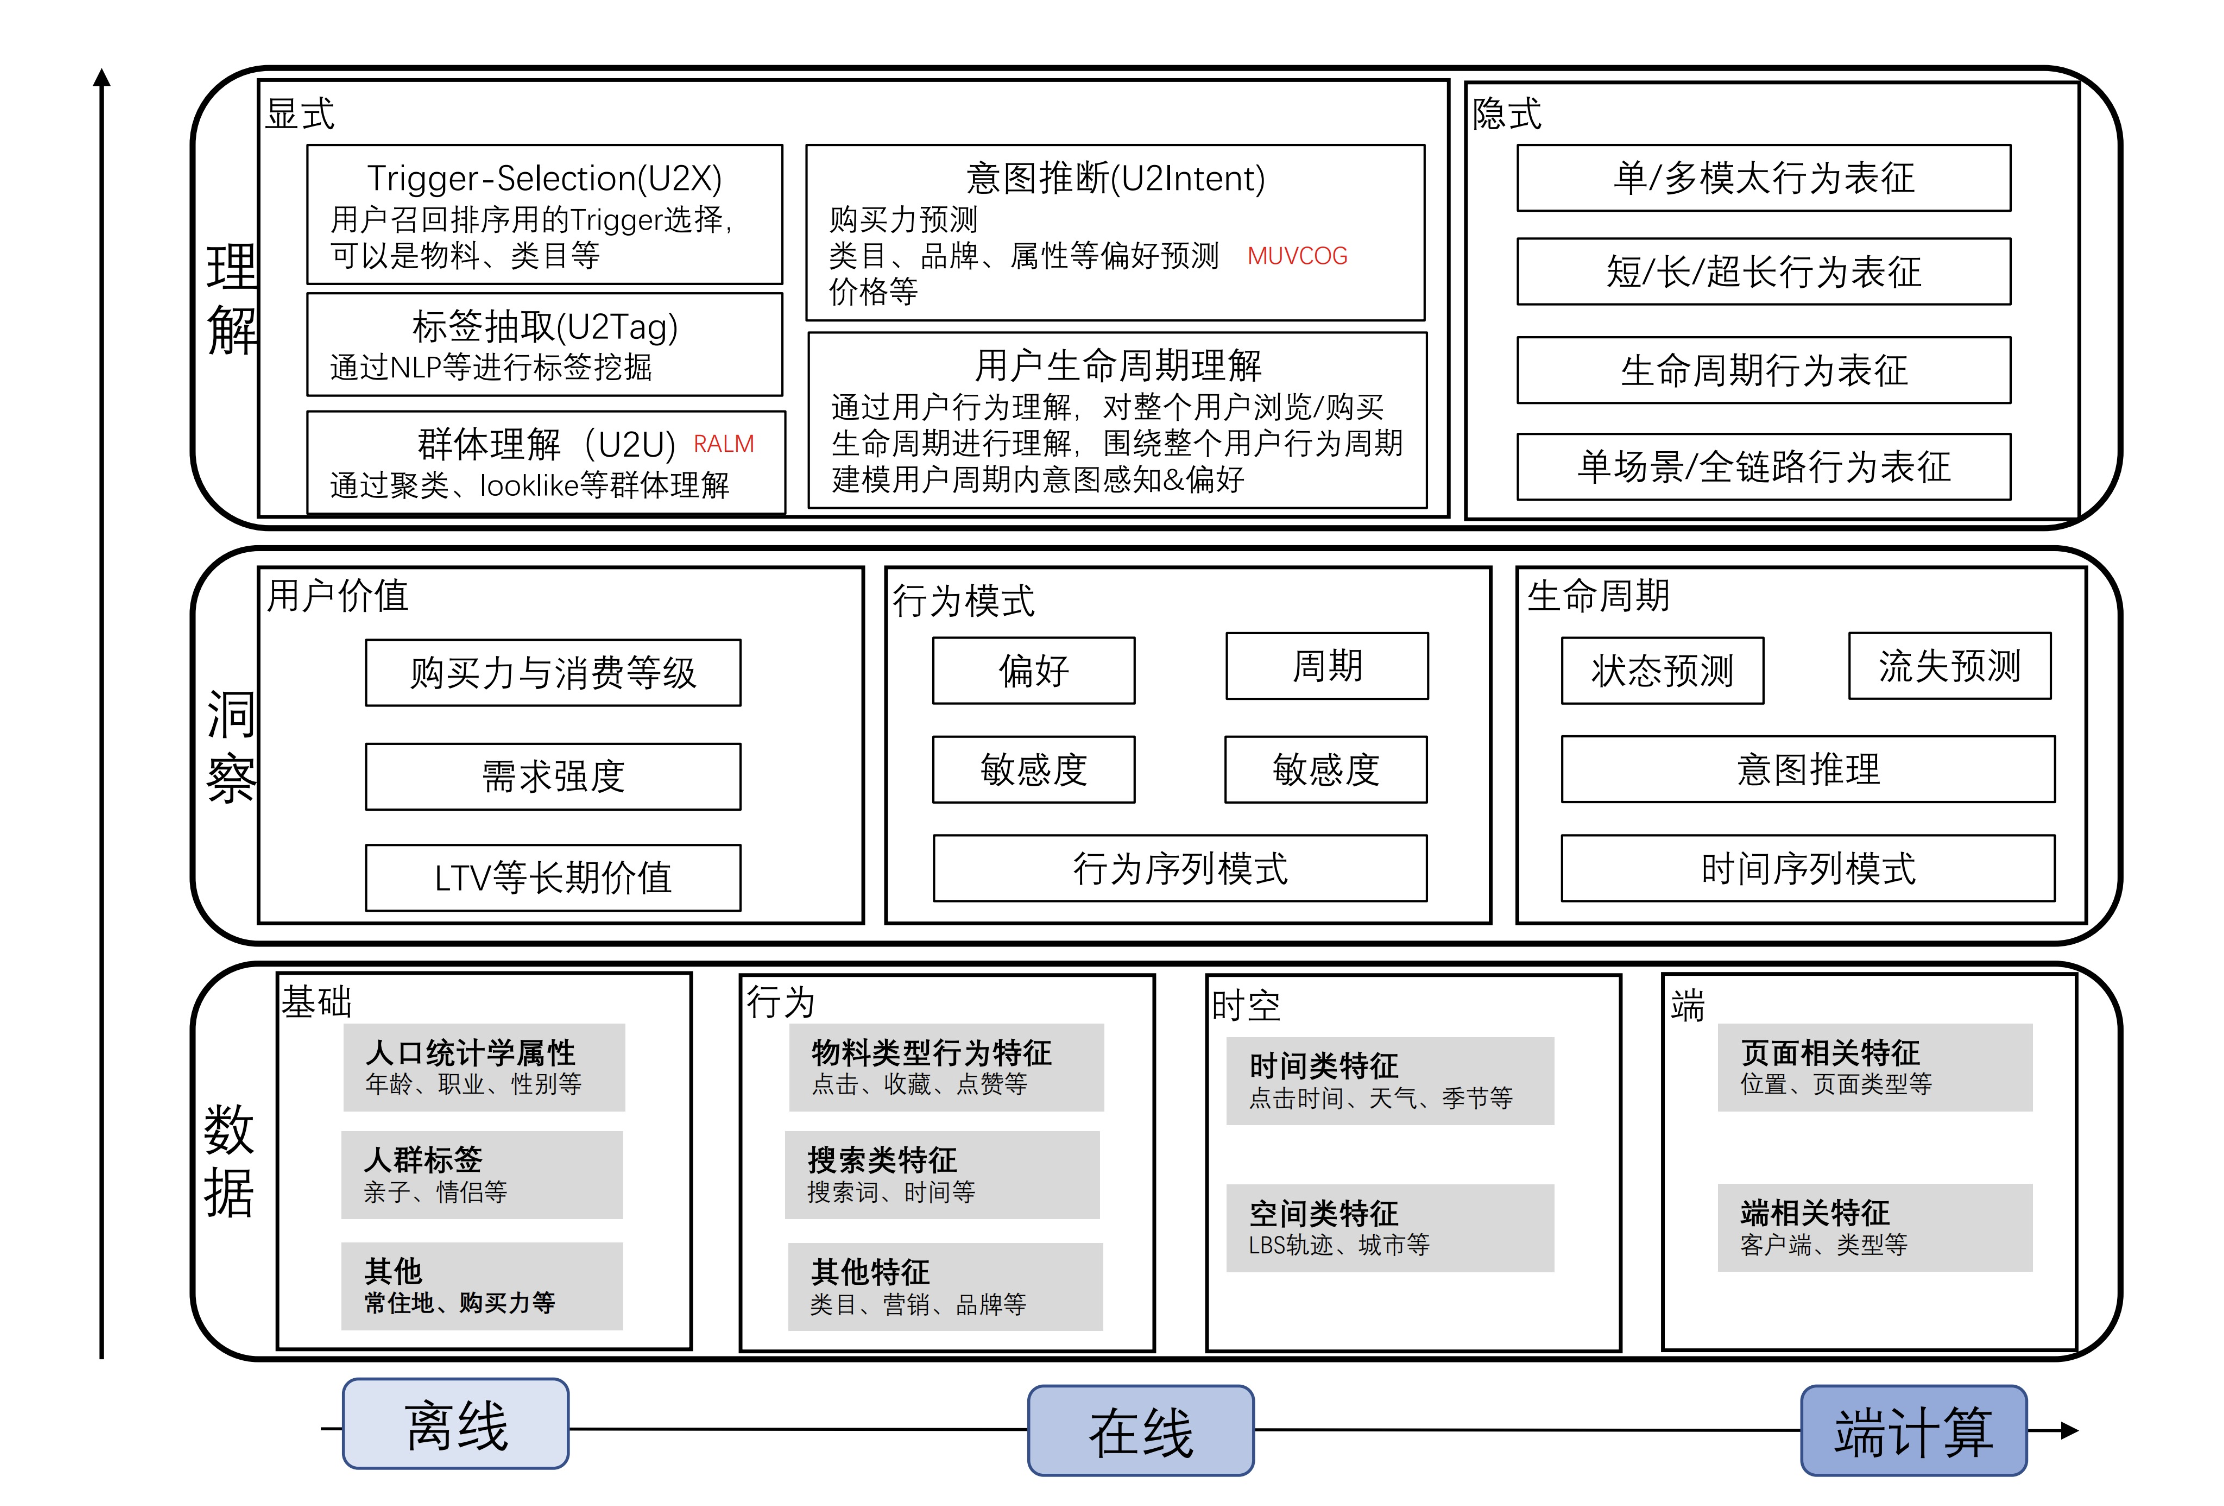 理解
显式
Trigger-Selection(U2X)
用户召回排序用的Trigger选择,
可以是物料、类目等
标签抽取(U2Tag)
通过NLP等进行标签挖掘
群体理解（U2U) RALM
通过聚类、looklike等群体理解
意图推断(U2Intent)
购买力预测
类目、品牌、属性等偏好预测 MUVCOG
价格等
用户生命周期理解
通过用户行为理解，对整个用户浏览/购买
生命周期进行理解，围绕整个用户行为周期
建模用户周期内意图感知&偏好
隐式
单/多模太行为表征
短/长/超长行为表征
生命周期行为表征
单场景/全链路行为表征
洞察
用户价值
购买力与消费等级
需求强度
LTV等长期价值
行为模式
偏好
周期
敏感度
敏感度
行为序列模式
生命周期
状态预测
流失预测
意图推理
时间序列模式
数据
基础
人口统计学属性
年龄、职业、性别等
人群标签
亲子、情侣等
其他
常住地、购买力等
行为
物料类型行为特征
点击、收藏、点赞等
搜索类特征
搜索词、时间等
其他特征
类目、营销、品牌等
时空
时间类特征
点击时间、天气、季节等
空间类特征
LBS轨迹、城市等
端
页面相关特征
位置、页面类型等
端相关特征
客户端、类型等
离线
在线
端计算